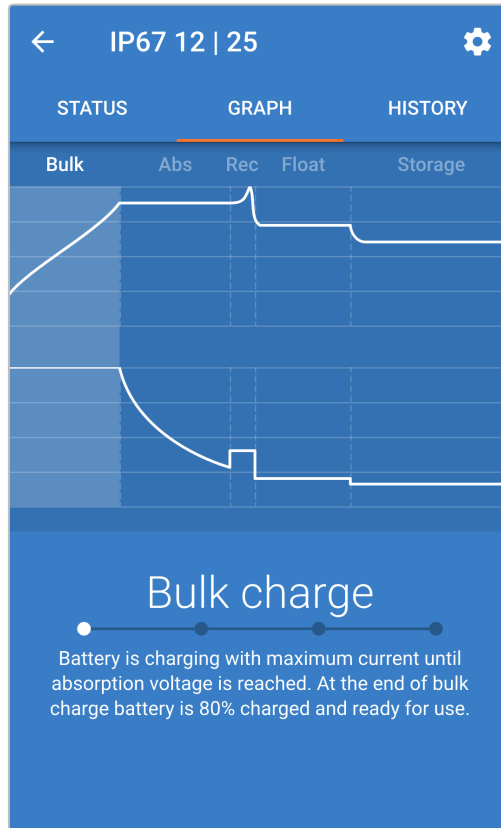 IP67 12 | 25
STATUS GRAPH HISTORY
Bulk Abs Rec Float Storage
Bulk charge
Battery is charging with maximum current until
absorption voltage is reached. At the end of bulk
charge battery is 80% charged and ready for use.